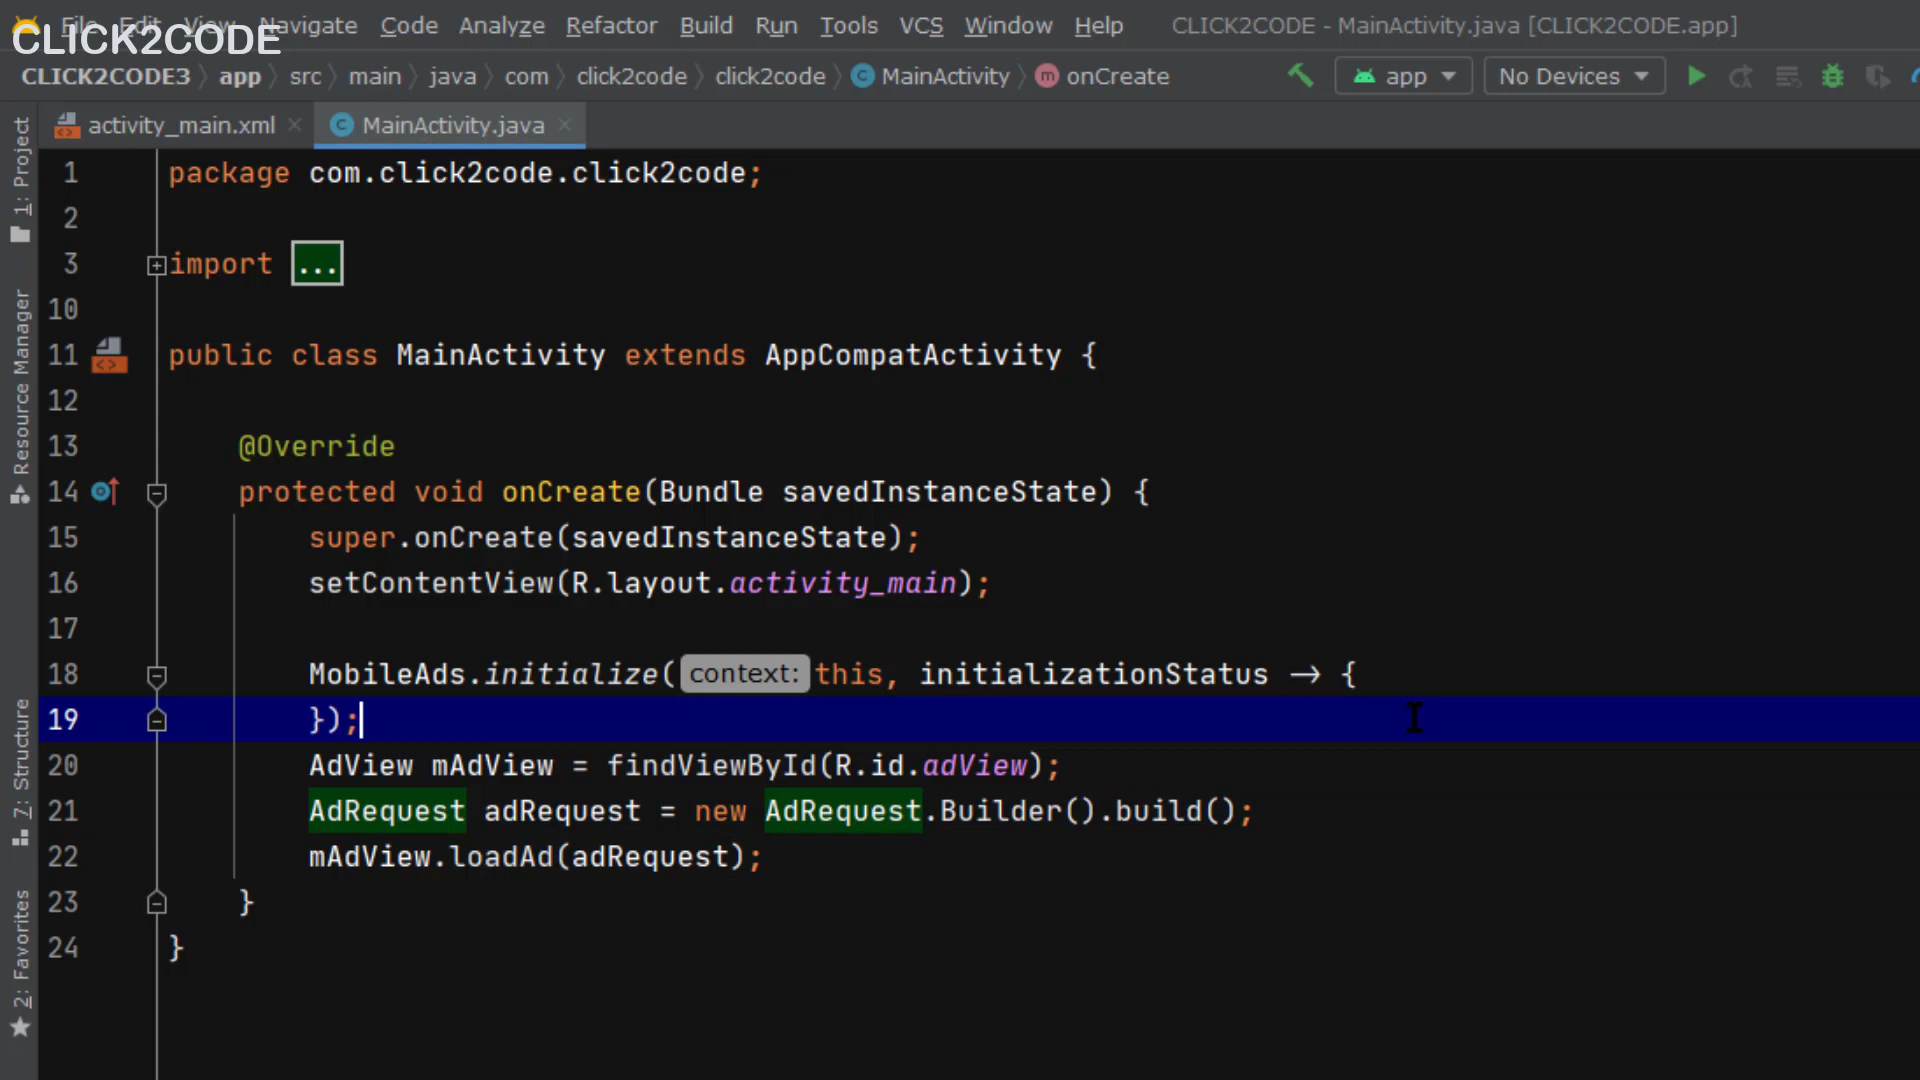 File Edit View Navigate Code Analyze Refactor Build Run Tools VCS Window Help CLICK2CODE - MainActivity.java [CLICK2CODE.app]
CLICK2CODE
CLICK2CODE3 app src main java com click2code click2code MainActivity onCreate app No Devices
activity_main.xml MainActivity.java
1: Project
Resource Manager
7: Structure
2: Favorites
1 package com.click2code.click2code;
2
3 import ...
10
11 public class MainActivity extends AppCompatActivity {
12
13 @Override
14 protected void onCreate(Bundle savedInstanceState) {
15 super.onCreate(savedInstanceState);
16 setContentView(R.layout.activity_main);
17
18 MobileAds.initialize( context: this, initializationStatus → {
19 });
20 AdView mAdView = findViewById(R.id.adView);
21 AdRequest adRequest = new AdRequest.Builder().build();
22 mAdView.loadAd(adRequest);
23 }
24 }